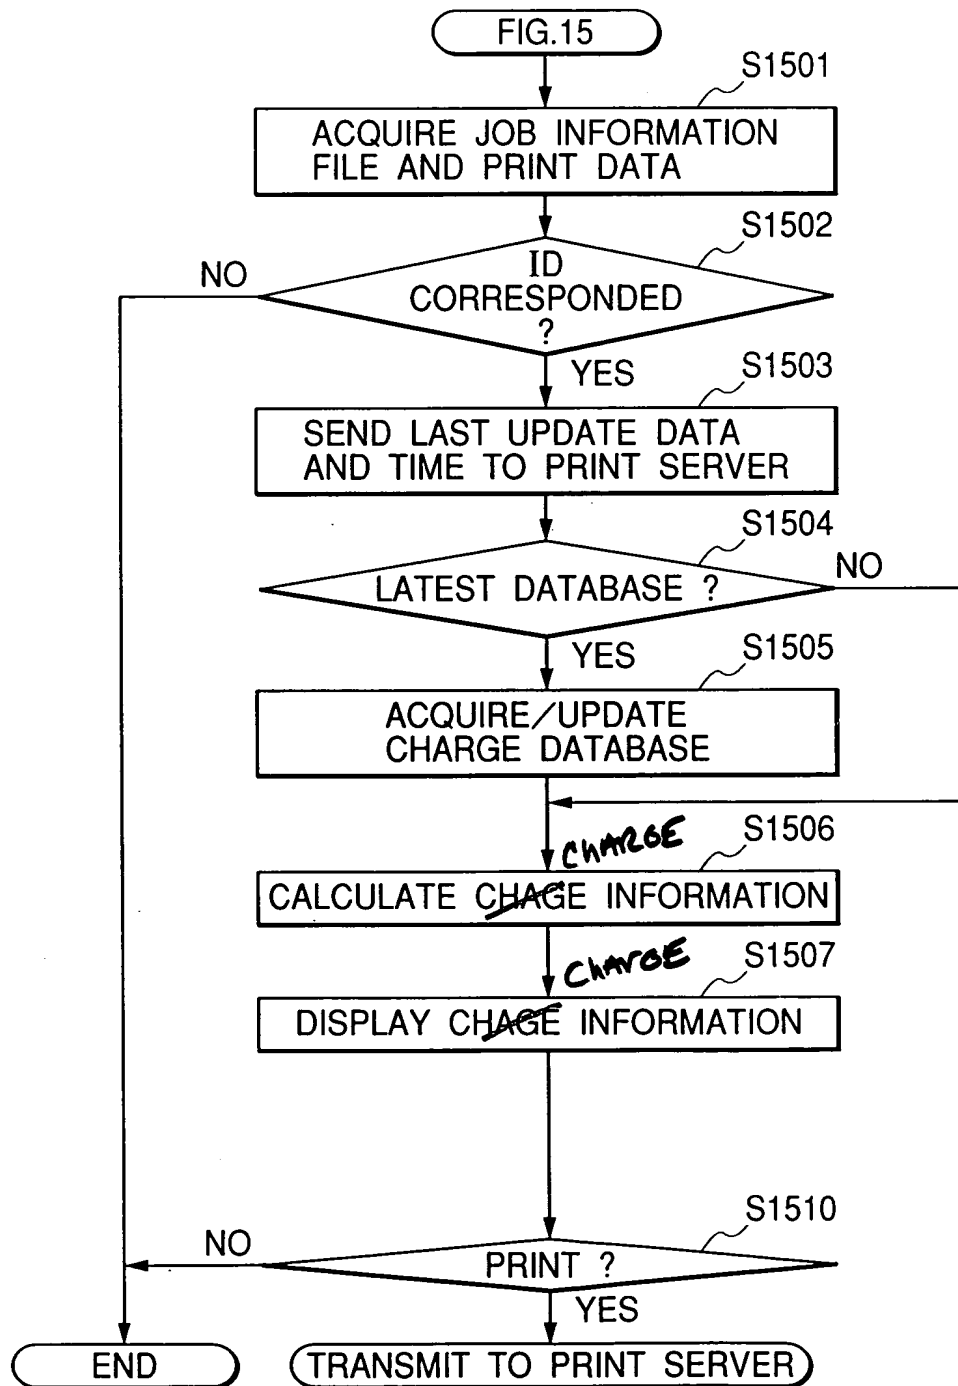 FIG.15
S1501
ACQUIRE JOB INFORMATION
FILE AND PRINT DATA
S1502
NO
ID
CORRESPONDED
?
YES
S1503
SEND LAST UPDATE DATA
AND TIME TO PRINT SERVER
S1504
NO
LATEST DATABASE ?
YES
S1505
ACQUIRE/UPDATE
CHARGE DATABASE
CHARGE
S1506
CALCULATE CHAGE INFORMATION
CHARGE
S1507
DISPLAY CHAGE INFORMATION
S1510
NO
PRINT ?
YES
END
TRANSMIT TO PRINT SERVER